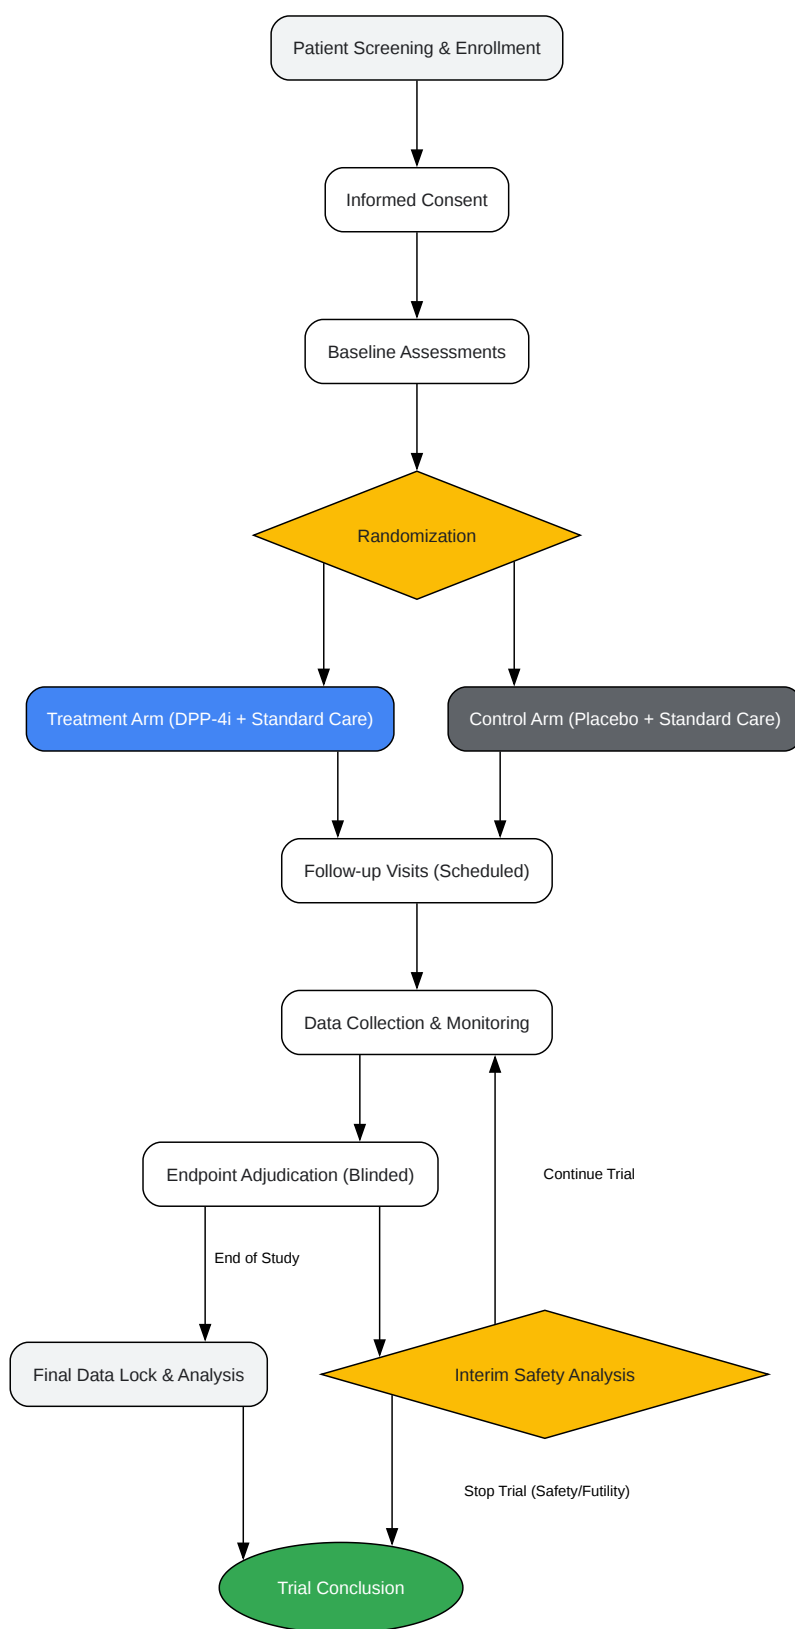 Patient Screening & Enrollment
Informed Consent
Baseline Assessments
Randomization
Treatment Arm (DPP-4i + Standard Care)
Control Arm (Placebo + Standard Care)
Follow-up Visits (Scheduled)
Data Collection & Monitoring
Endpoint Adjudication (Blinded)
Continue Trial
End of Study
Final Data Lock & Analysis
Interim Safety Analysis
Stop Trial (Safety/Futility)
Trial Conclusion